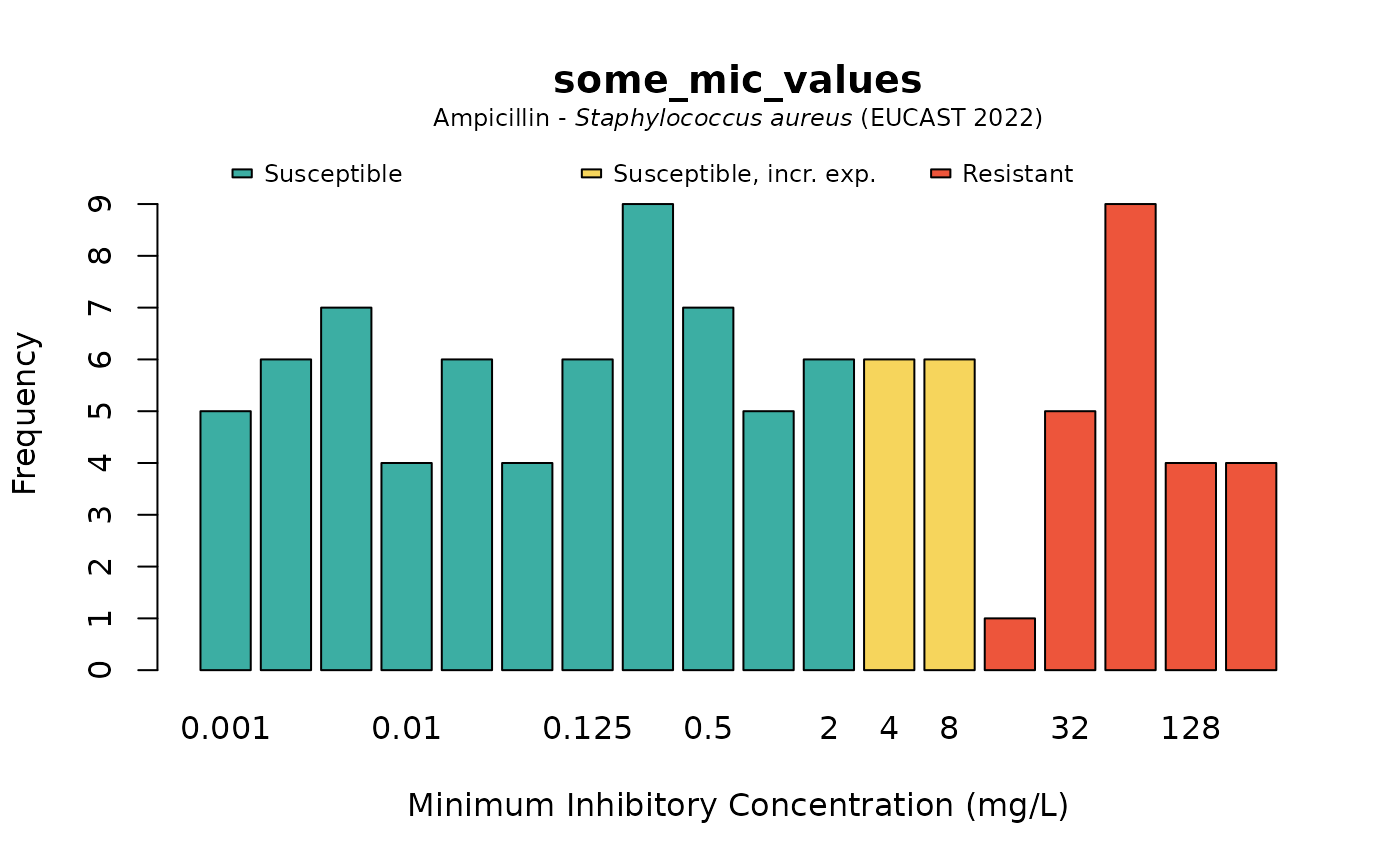 some_mic_values
Ampicillin - Staphylococcus aureus (EUCAST 2022)
Susceptible
Susceptible, incr. exp.
Resistant
Frequency
9
8
7
6
5
4
3
2
1
0
0.001 0.01 0.125 0.5 2 4 8 32 128
Minimum Inhibitory Concentration (mg/L)